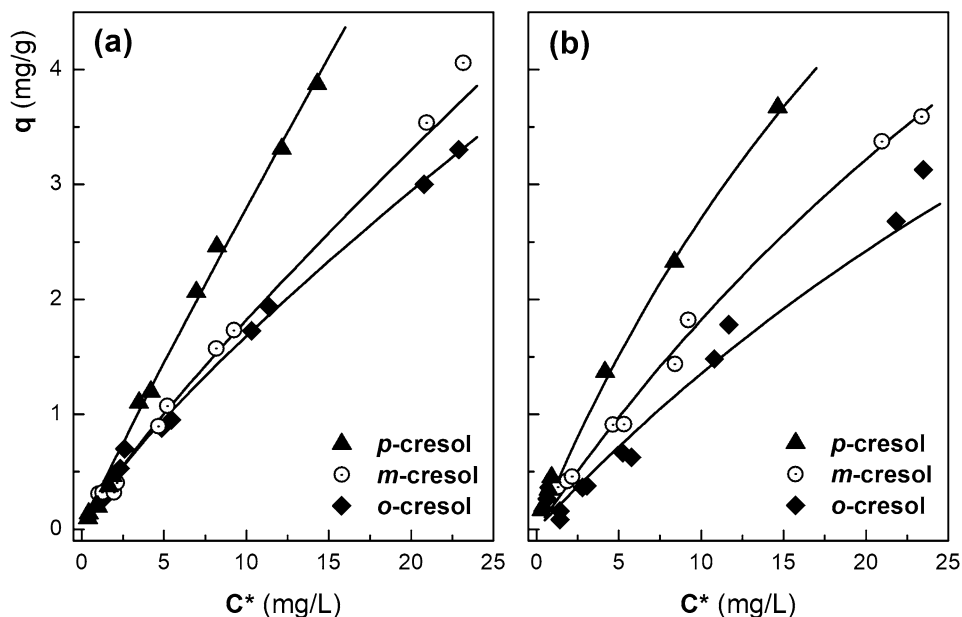 (a)
(b)
q (mg/g)
4
3
2
1
0
p-cresol
m-cresol
o-cresol
p-cresol
m-cresol
o-cresol
0 5 10 15 20 25
0 5 10 15 20 25
C* (mg/L)
C* (mg/L)